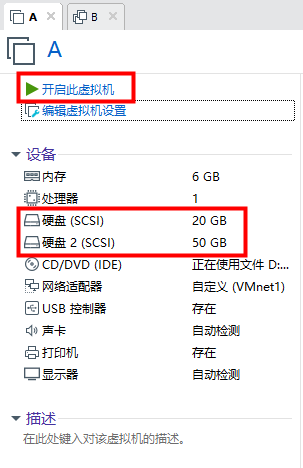 A
B
A
开启此虚拟机
编辑虚拟机设置
设备
内存 6 GB
处理器 1
硬盘 (SCSI) 20 GB
硬盘 2 (SCSI) 50 GB
CD/DVD (IDE) 正在使用文件 D:...
网络适配器 自定义 (VMnet1)
USB 控制器 存在
声卡 自动检测
打印机 存在
显示器 自动检测
描述
在此处键入对该虚拟机的描述。